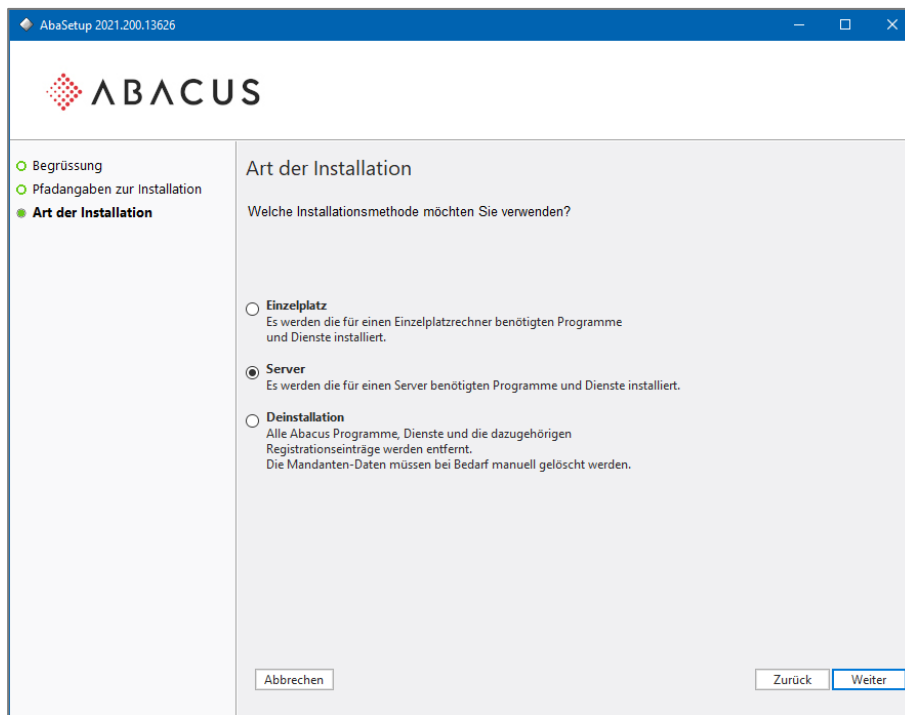 AbaSetup 2021.200.13626
ABACUS
Begrüssung
Pfadangaben zur Installation
Art der Installation
Art der Installation
Welche Installationsmethode möchten Sie verwenden?
Einzelplatz
Es werden die für einen Einzelplatzrechner benötigten Programme
und Dienste installiert.
Server
Es werden die für einen Server benötigten Programme und Dienste installiert.
Deinstallation
Alle Abacus Programme, Dienste und die dazugehörigen
Registrationseinträge werden entfernt.
Die Mandanten-Daten müssen bei Bedarf manuell gelöscht werden.
Abbrechen
Zurück
Weiter